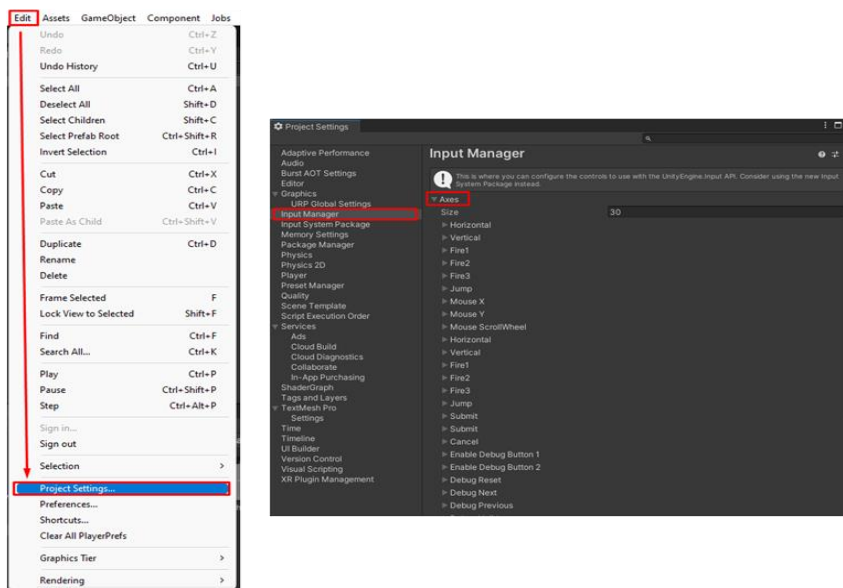 Edit Assets GameObject Component Jobs
Undo Ctrl+Z
Redo Ctrl+Y
Undo History Ctrl+U
Select All Ctrl+A
Deselect All Shift+D
Select Children Shift+C
Select Prefab Root Ctrl+Shift+R
Invert Selection Ctrl+I
Cut Ctrl+X
Copy Ctrl+C
Paste Ctrl+V
Paste As Child Ctrl+Shift+V
Duplicate Ctrl+D
Rename
Delete
Frame Selected F
Lock View to Selected Shift+F
Find Ctrl+F
Search All... Ctrl+K
Play Ctrl+P
Pause Ctrl+Shift+P
Step Ctrl+Alt+P
Sign in...
Sign out
Selection >
Project Settings...
Preferences...
Shortcuts...
Clear All PlayerPrefs
Graphics Tier >
Rendering >
Project Settings
Adaptive Performance
Audio
Burst AOT Settings
Editor
Graphics
URP Global Settings
Input Manager
Input System Package
Memory Settings
Package Manager
Physics
Physics 2D
Player
Preset Manager
Quality
Scene Template
Script Execution Order
Services
Ads
Cloud Build
Cloud Diagnostics
Collaborate
In-App Purchasing
ShaderGraph
Tags and Layers
TextMesh Pro
Settings
Time
Timeline
UI Builder
Version Control
Visual Scripting
XR Plugin Management
Input Manager
This is where you can configure the controls to use with the UnityEngine.Input API. Consider using the new Input
System Package instead.
Axes
Size 30
Horizontal
Vertical
Fire1
Fire2
Fire3
Jump
Mouse X
Mouse Y
Mouse ScrollWheel
Horizontal
Vertical
Fire1
Fire2
Fire3
Jump
Submit
Submit
Cancel
Enable Debug Button 1
Enable Debug Button 2
Debug Reset
Debug Next
Debug Previous